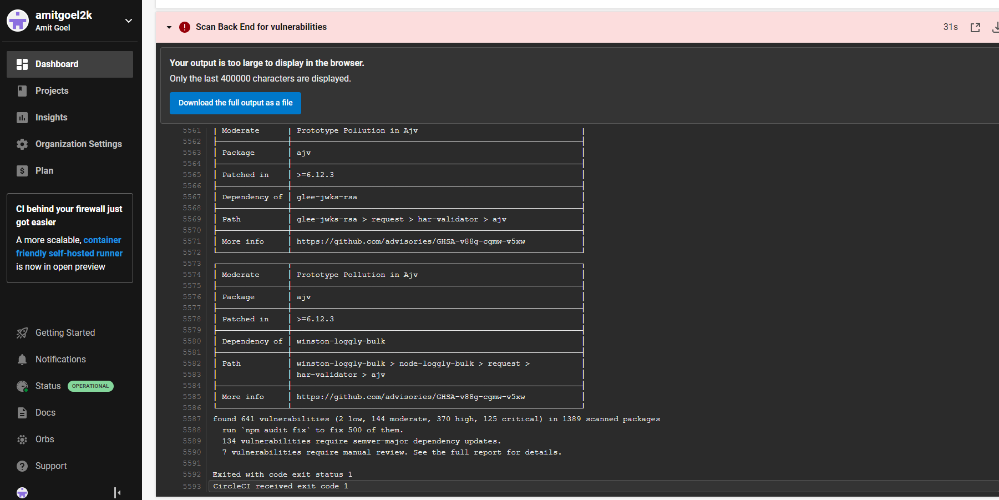 amitgoel2k
Amit Goel
Dashboard
Projects
Insights
Organization Settings
Plan
CI behind your firewall just
got easier
A more scalable, container
friendly self-hosted runner
is now in open preview
Getting Started
Notifications
Status OPERATIONAL
Docs
Orbs
Support
Scan Back End for vulnerabilities 31s
Your output is too large to display in the browser.
Only the last 400000 characters are displayed.
Download the full output as a file
5561 | Moderate | Prototype Pollution in Ajv |
5562
5563 | Package | ajv |
5564
5565 | Patched in | >=6.12.3 |
5566
5567 | Dependency of | glee-jwks-rsa |
5568
5569 | Path | glee-jwks-rsa > request > har-validator > ajv |
5570
5571 | More info | https://github.com/advisories/GHSA-v88g-cgmw-v5xw |
5572
5573
5574 | Moderate | Prototype Pollution in Ajv |
5575
5576 | Package | ajv |
5577
5578 | Patched in | >=6.12.3 |
5579
5580 | Dependency of | winston-loggly-bulk |
5581
5582 | Path | winston-loggly-bulk > node-loggly-bulk > request > |
5583 | | har-validator > ajv |
5584
5585 | More info | https://github.com/advisories/GHSA-v88g-cgmw-v5xw |
5586
5587 found 641 vulnerabilities (2 low, 144 moderate, 370 high, 125 critical) in 1389 scanned packages
5588 run `npm audit fix` to fix 500 of them.
5589 134 vulnerabilities require semver-major dependency updates.
5590 7 vulnerabilities require manual review. See the full report for details.
5591
5592 Exited with code exit status 1
5593 CircleCI received exit code 1